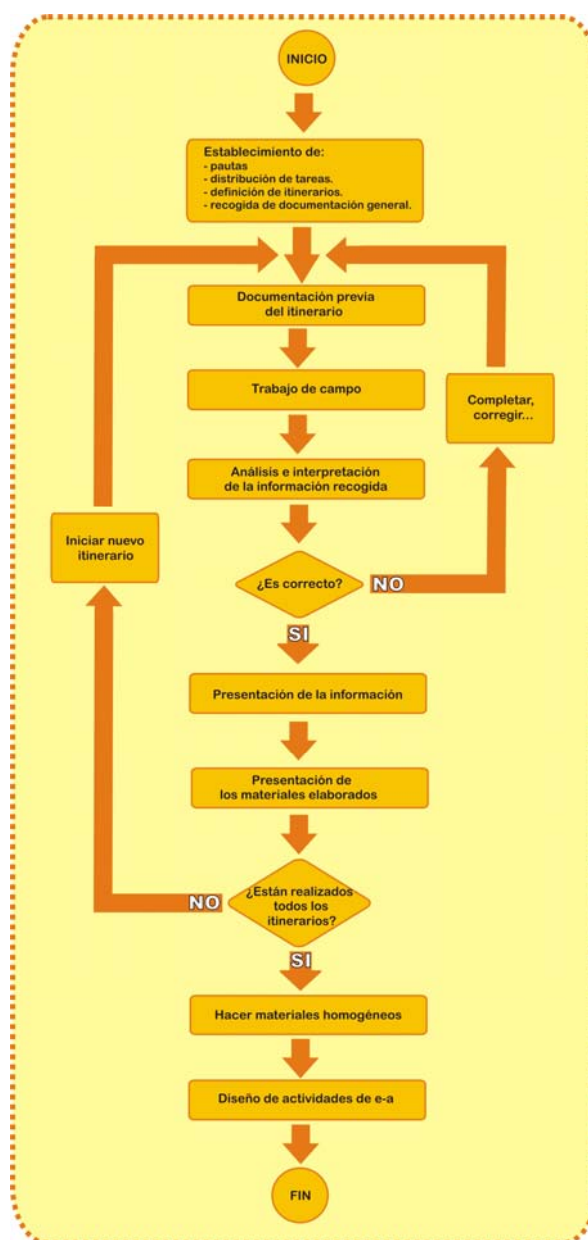 INICIO
Establecimiento de:
- pautas
- distribución de tareas.
- definición de itinerarios.
- recogida de documentación general.
Documentación previa
del itinerario
Trabajo de campo
Completar,
corregir...
Análisis e interpretación
de la información recogida
Iniciar nuevo
itinerario
¿Es correcto?
NO
SI
Presentación de la información
Presentación de
los materiales elaborados
¿Están realizados
todos los
itinerarios?
NO
SI
Hacer materiales homogéneos
Diseño de actividades de e-a
FIN